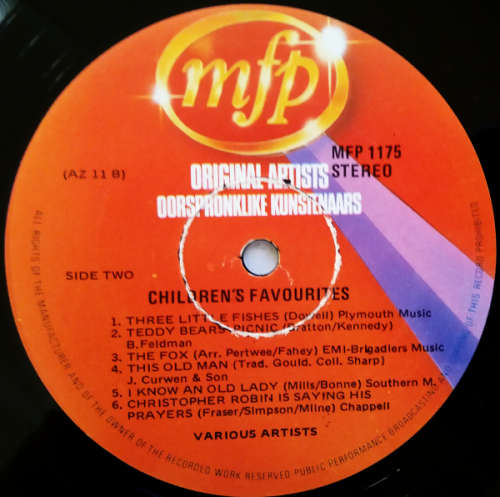 mfp
ORIGINAL ARTISTS
OORSPRONKLIKE KUNSTENAARS
MFP 1175
STEREO
(AZ 11 B)
SIDE TWO
CHILDREN'S FAVOURITES
1. THREE LITTLE FISHES (Dowell) Plymouth Music
2. TEDDY BEARS PICNIC (Bratton/Kennedy)
B.Feldman
3. THE FOX (Arr. Pertwee/Fahey) EMI-Brigadiers Music
4. THIS OLD MAN (Trad. Gould. Coll. Sharp)
J. Curwen & Son
5. I KNOW AN OLD LADY (Mills/Bonne) Southern M.
6. CHRISTOPHER ROBIN IS SAYING HIS
PRAYERS (Fraser/Simpson/Milne) Chappell
VARIOUS ARTISTS
ALL RIGHTS OF THE MANUFACTURER AND OF THE OWNER OF THE RECORDED WORK RESERVED PUBLIC PERFORMANCE BROADCASTING AND OF THIS RECORD PROHIBITED